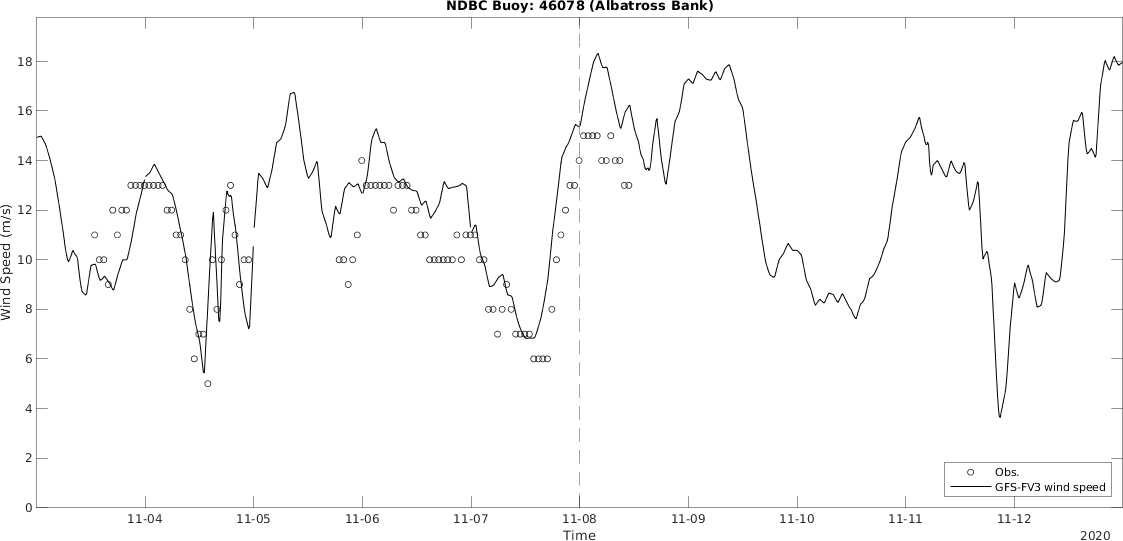 NDBC Buoy: 46078 (Albatross Bank)
Wind Speed (m/s)
18
16
14
12
10
8
6
4
2
0
11-04 11-05 11-06 11-07 11-08 11-09 11-10 11-11 11-12
Time
2020
Obs.
GFS-FV3 wind speed